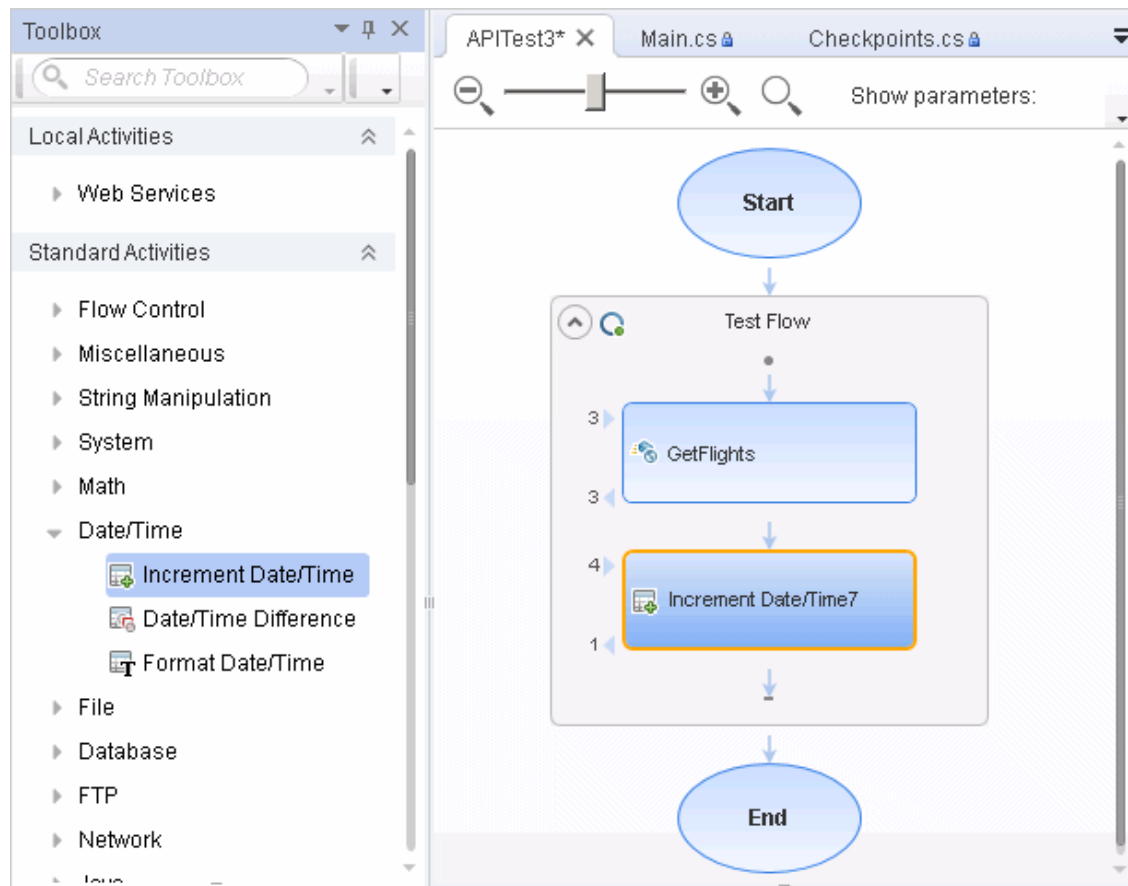 Toolbox
Search Toolbox
Local Activities
Web Services
Standard Activities
Flow Control
Miscellaneous
String Manipulation
System
Math
Date/Time
Increment Date/Time
Date/Time Difference
Format Date/Time
File
Database
FTP
Network
APITest3* Main.cs Checkpoints.cs
Show parameters:
Start
Test Flow
3
GetFlights
3
4
Increment Date/Time7
1
End